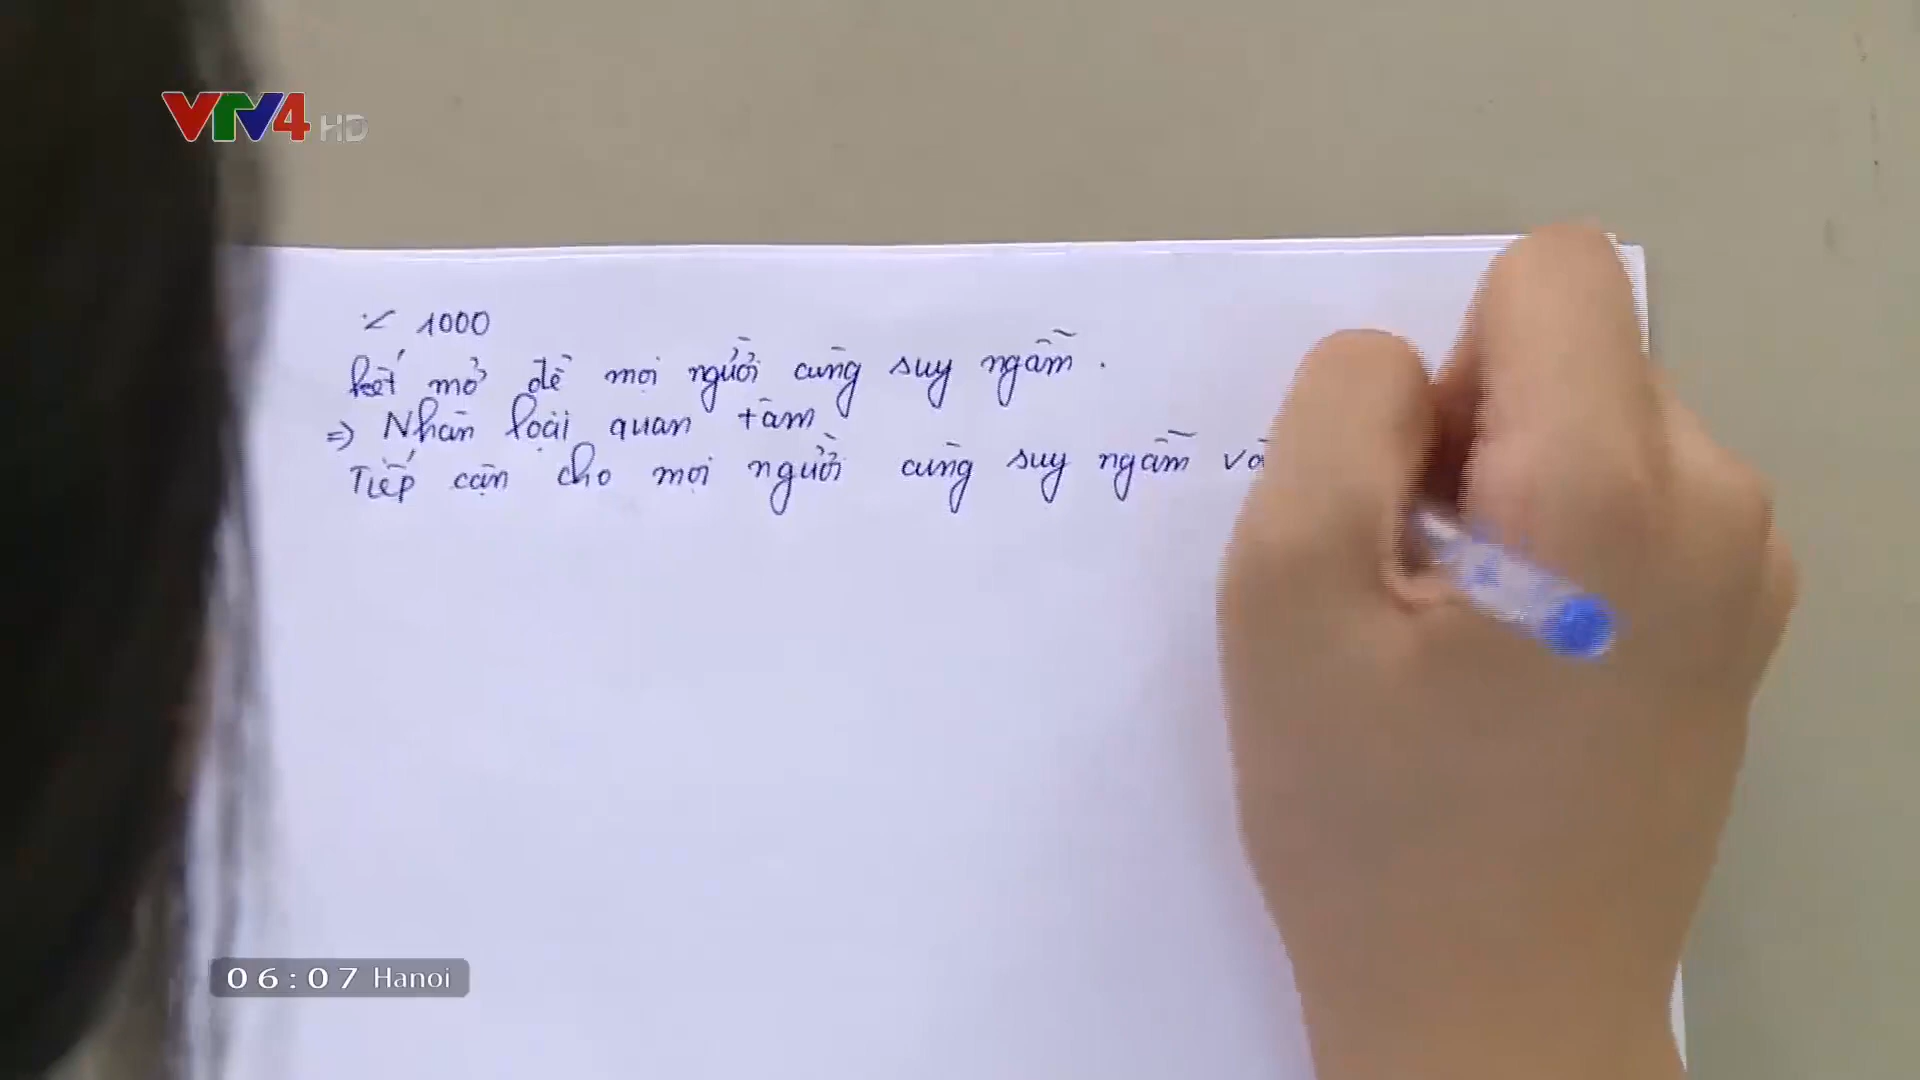 VTV4 HD
< 1000
kết mở để mọi người cùng suy ngẫm.
=> Nhân loại quan tâm
Tiếp cận cho mọi người cùng suy ngẫm và
06:07 Hanoi